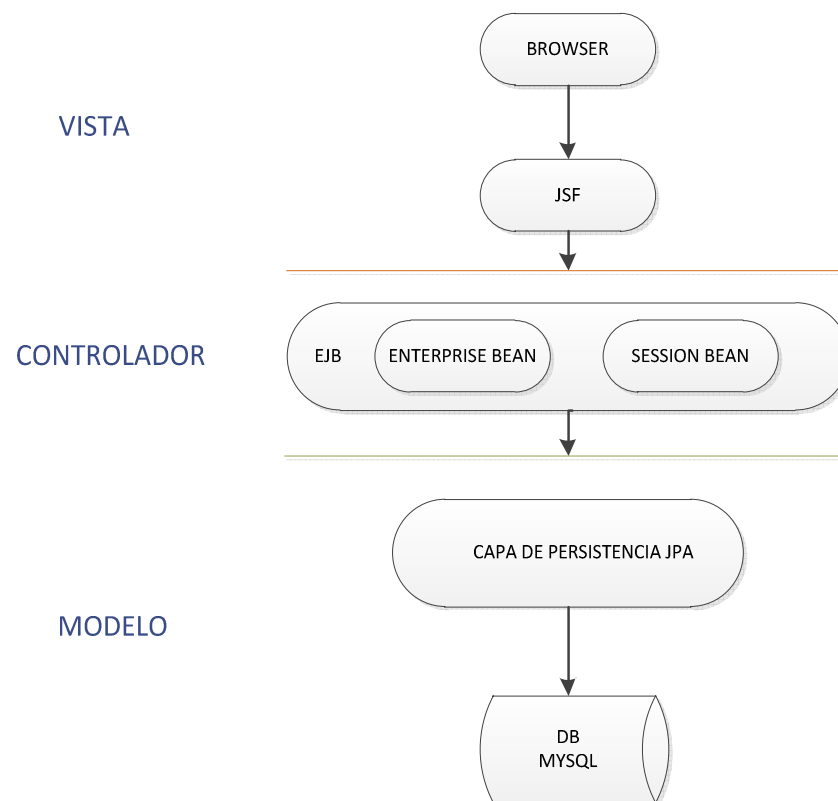 BROWSER
VISTA
JSF
CONTROLADOR
EJB
ENTERPRISE BEAN
SESSION BEAN
CAPA DE PERSISTENCIA JPA
MODELO
DB
MYSQL